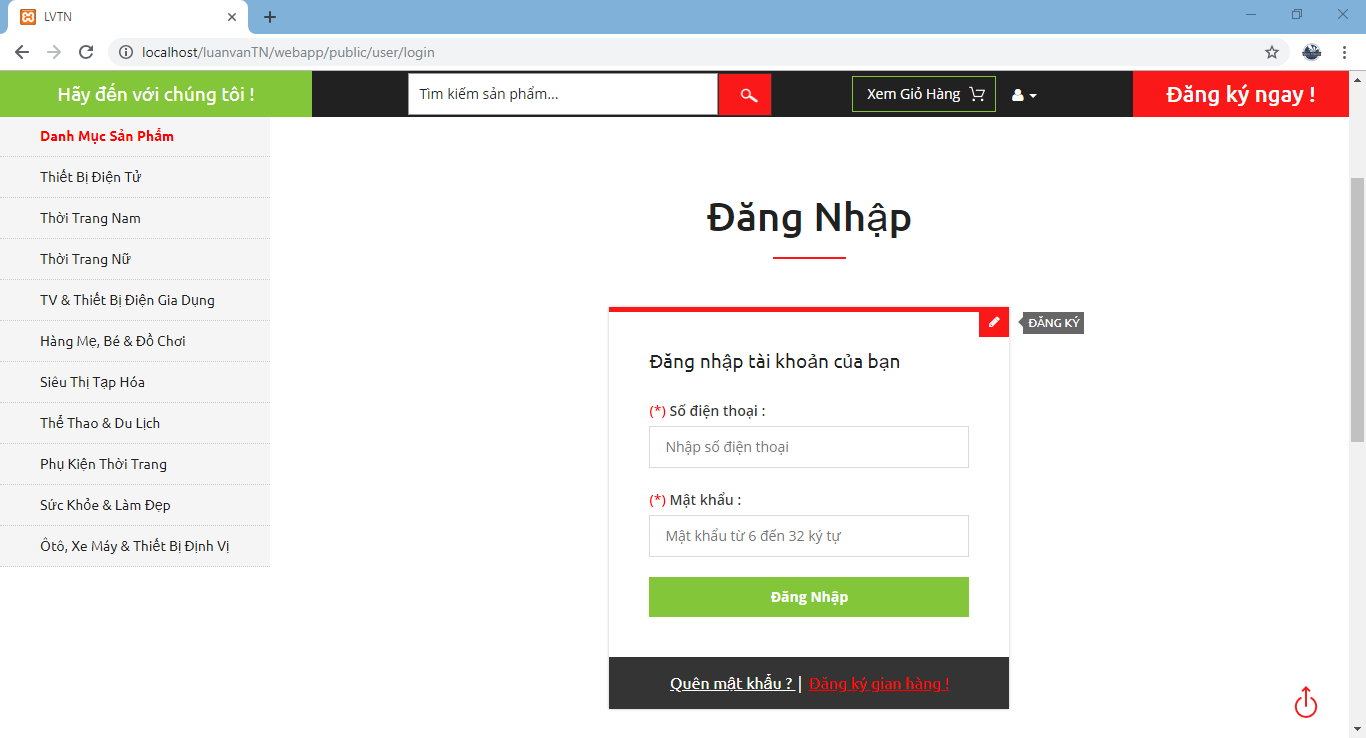 LVTN
localhost/luanvanTN/webapp/public/user/login
Hãy đến với chúng tôi !
Tìm kiếm sản phẩm...
Xem Giỏ Hàng
Đăng ký ngay !
Danh Mục Sản Phẩm
Thiết Bị Điện Tử
Thời Trang Nam
Thời Trang Nữ
TV & Thiết Bị Điện Gia Dụng
Hàng Mẹ, Bé & Đồ Chơi
Siêu Thị Tạp Hóa
Thể Thao & Du Lịch
Phụ Kiện Thời Trang
Sức Khỏe & Làm Đẹp
Ôtô, Xe Máy & Thiết Bị Định Vị
Đăng Nhập
ĐĂNG KÝ
Đăng nhập tài khoản của bạn
(*) Số điện thoại :
Nhập số điện thoại
(*) Mật khẩu :
Mật khẩu từ 6 đến 32 ký tự
Đăng Nhập
Quên mật khẩu ? | Đăng ký gian hàng !